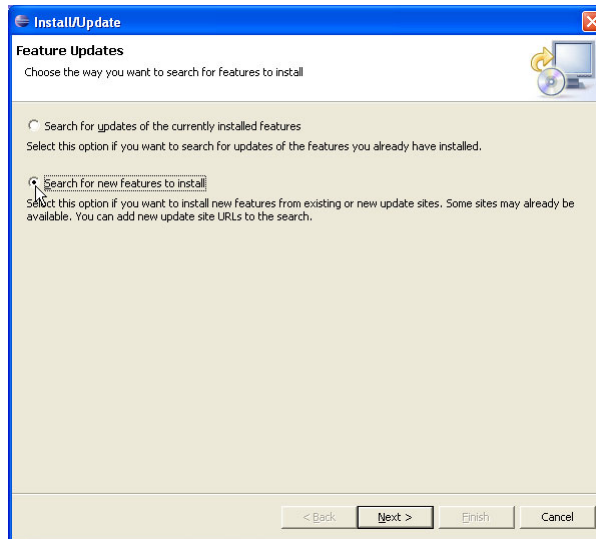 Install/Update
Feature Updates
Choose the way you want to search for features to install
Search for updates of the currently installed features
Select this option if you want to search for updates of the features you already have installed.
Search for new features to install
Select this option if you want to install new features from existing or new update sites. Some sites may already be
available. You can add new update site URLs to the search.
< Back
Next >
Finish
Cancel